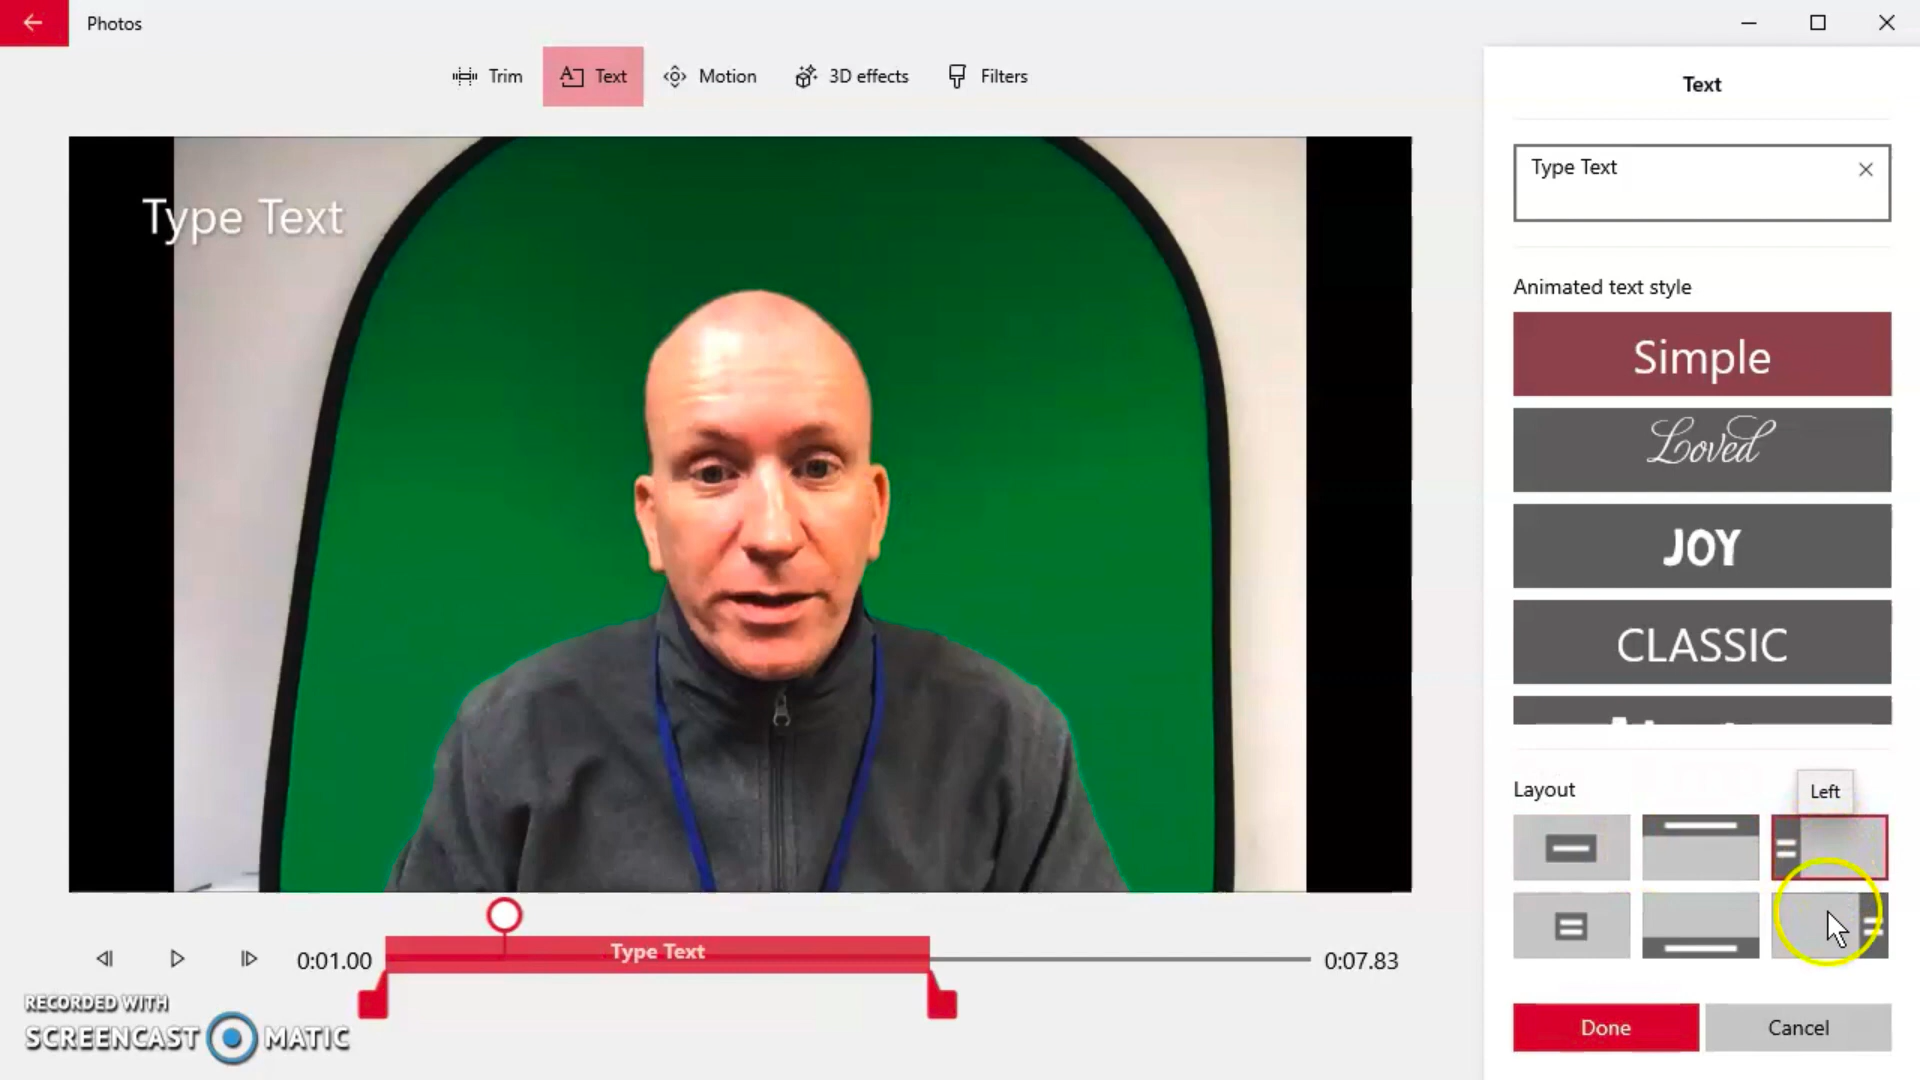 Photos
Trim
Text
Motion
3D effects
Filters
Text
Type Text
Type Text
Animated text style
Simple
Loved
JOY
CLASSIC
Layout
Left
0:01.00
Type Text
0:07.83
RECORDED WITH
SCREENCAST MATIC
Done
Cancel